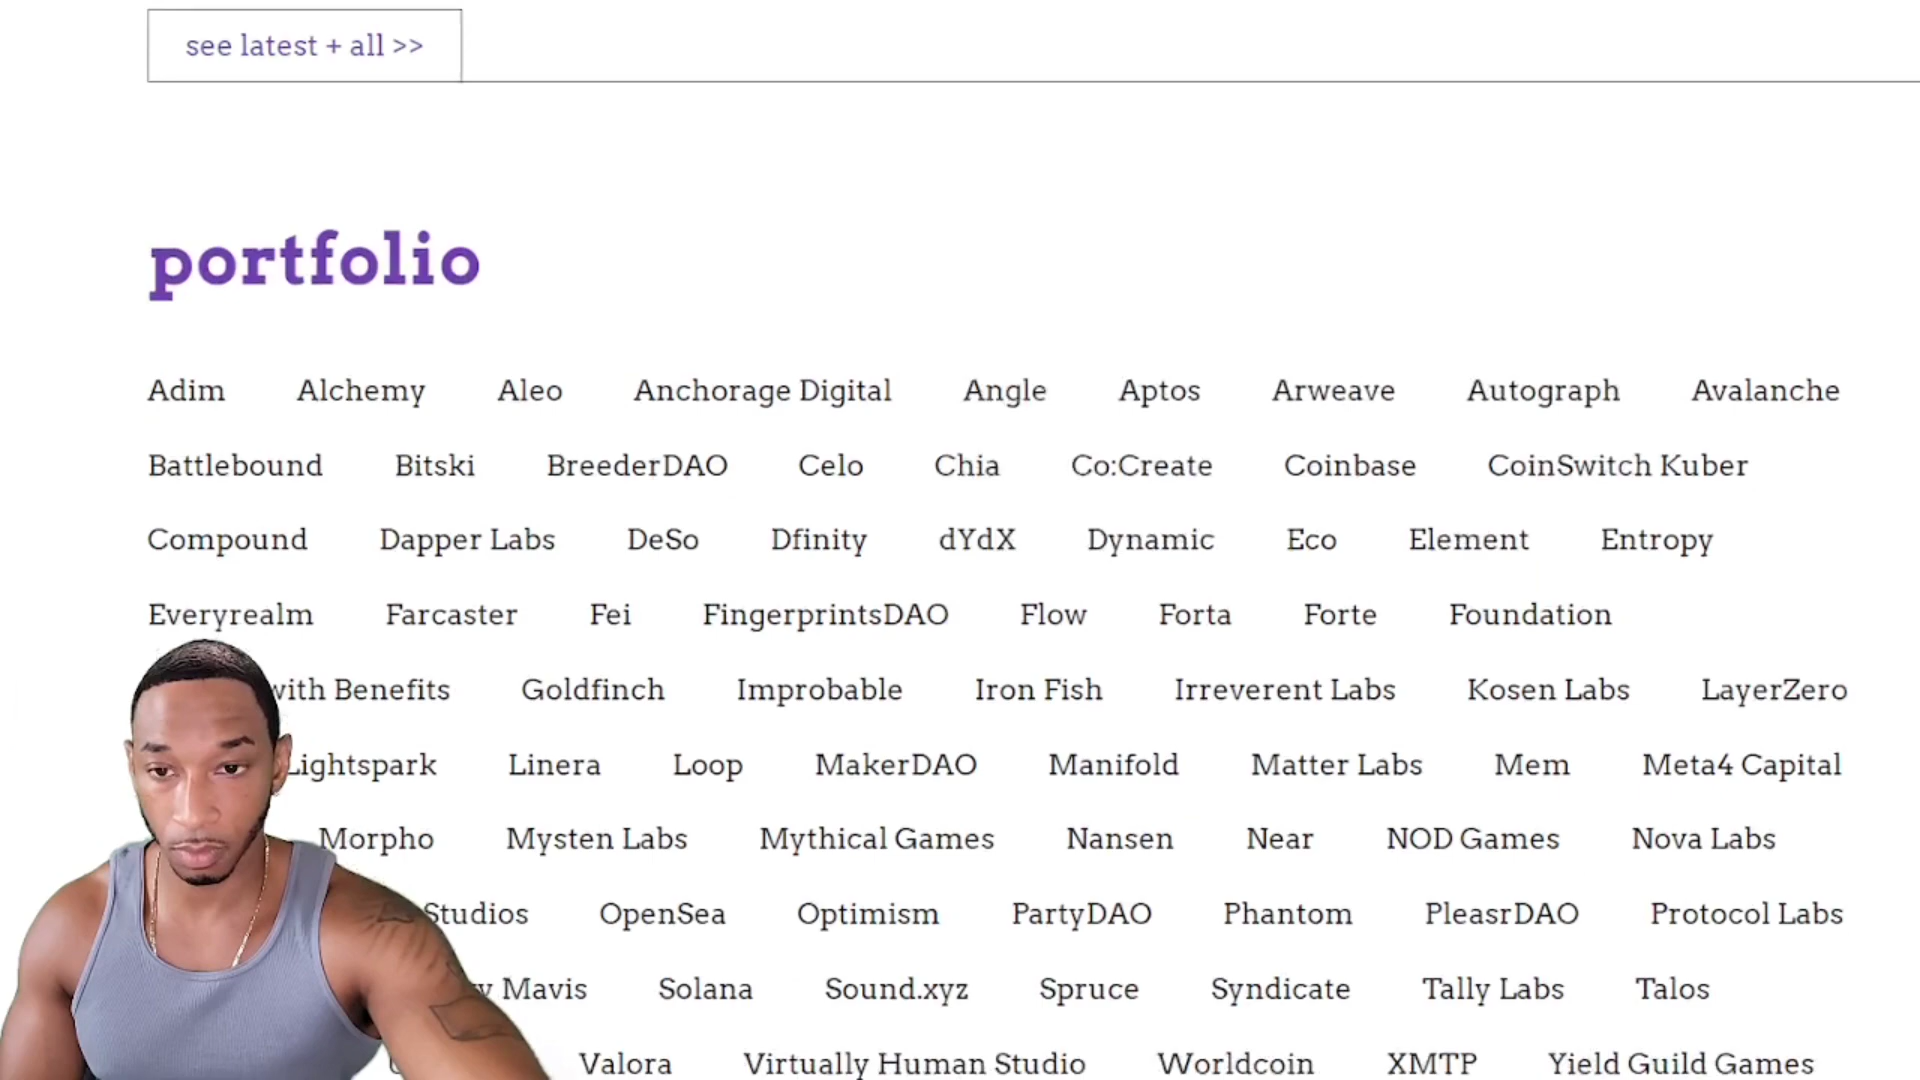 see latest + all >>
portfolio
Adim Alchemy Aleo Anchorage Digital Angle Aptos Arweave Autograph Avalanche
Battlebound Bitski BreederDAO Celo Chia Co:Create Coinbase CoinSwitch Kuber
Compound Dapper Labs DeSo Dfinity dYdX Dynamic Eco Element Entropy
Everyrealm Farcaster Fei FingerprintsDAO Flow Forta Forte Foundation
with Benefits Goldfinch Improbable Iron Fish Irreverent Labs Kosen Labs LayerZero
Lightspark Linera Loop MakerDAO Manifold Matter Labs Mem Meta4 Capital
Morpho Mysten Labs Mythical Games Nansen Near NOD Games Nova Labs
Studios OpenSea Optimism PartyDAO Phantom PleasrDAO Protocol Labs
Mavis Solana Sound.xyz Spruce Syndicate Tally Labs Talos
Valora Virtually Human Studio Worldcoin XMTP Yield Guild Games